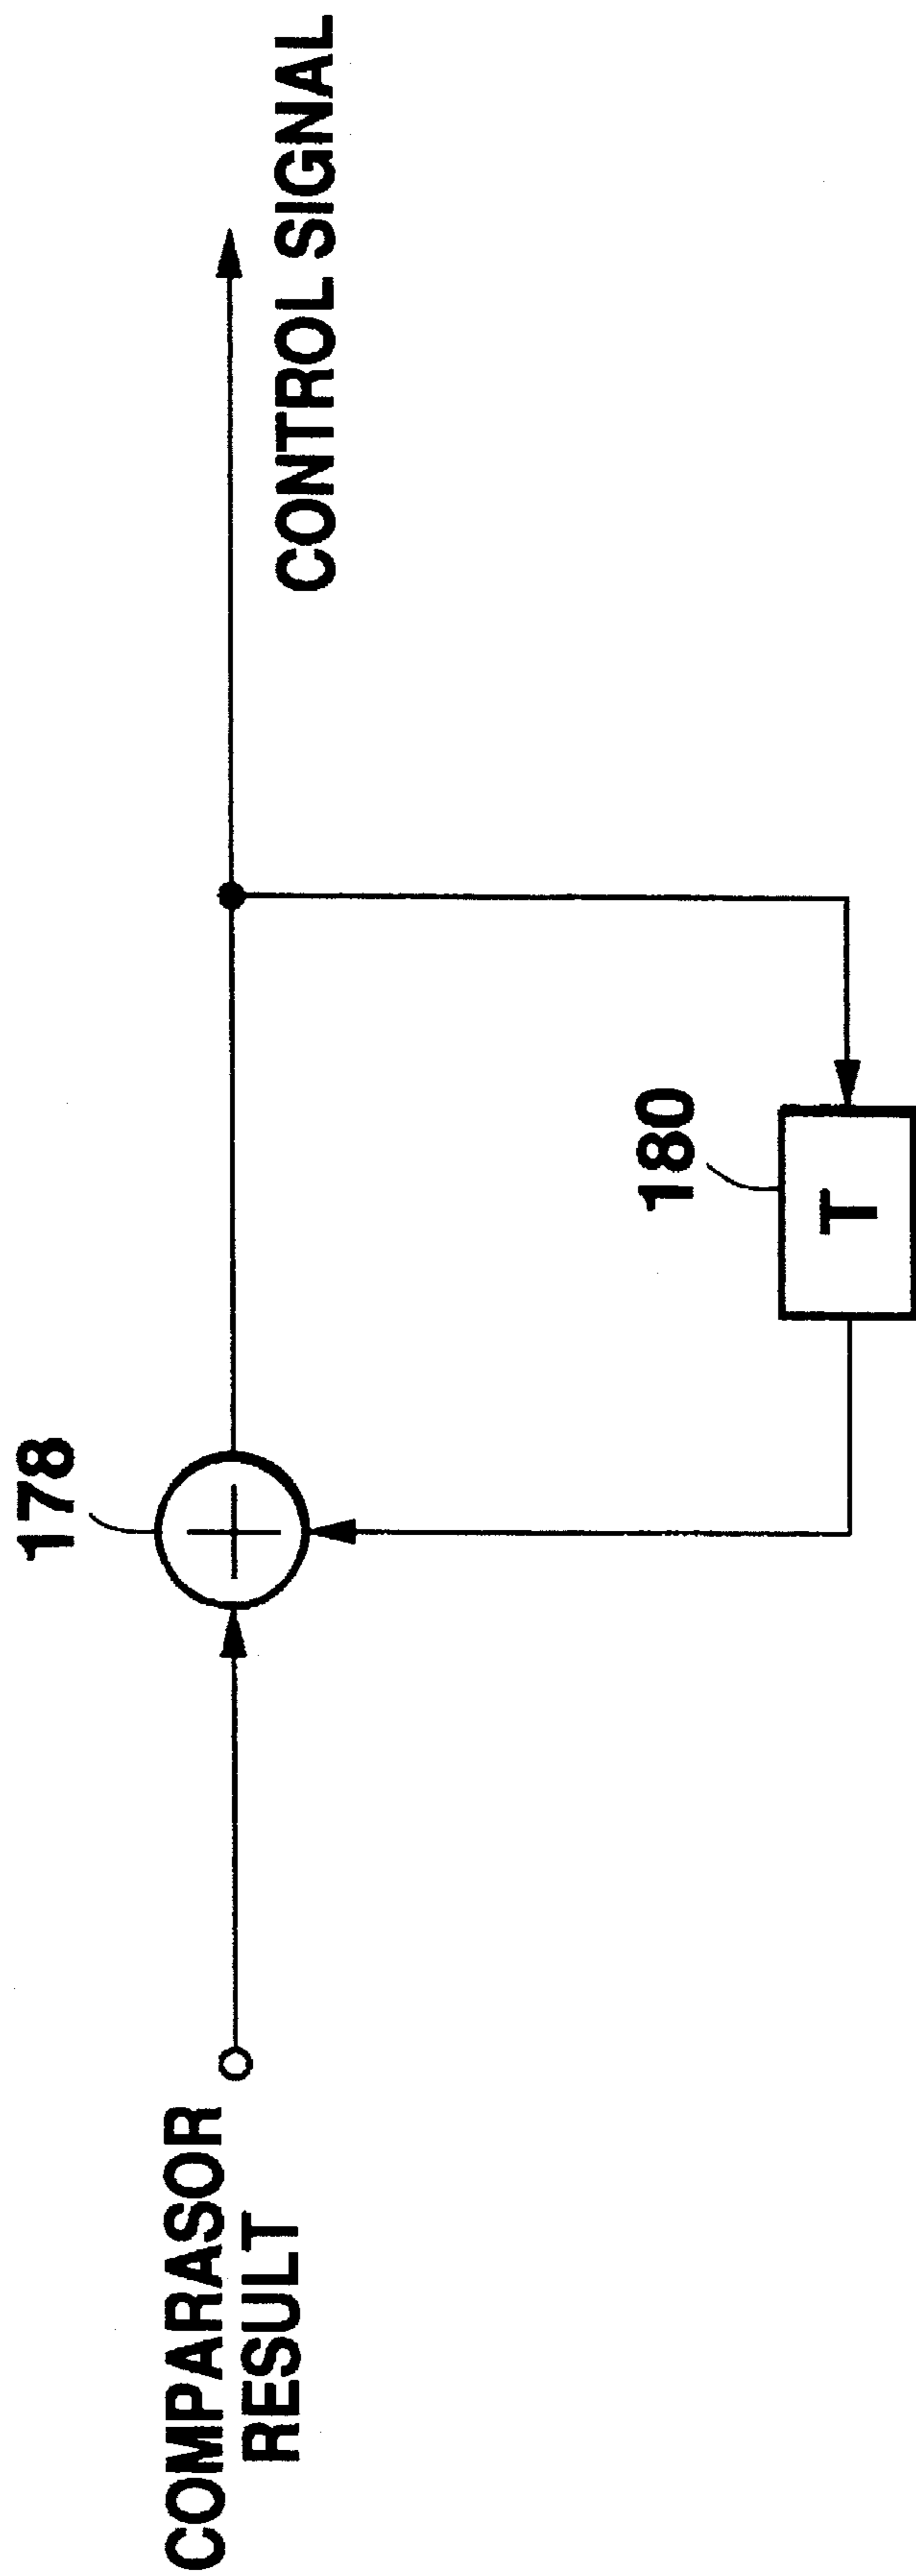 COMPARASOR
RESULT
178
180
T
CONTROL SIGNAL